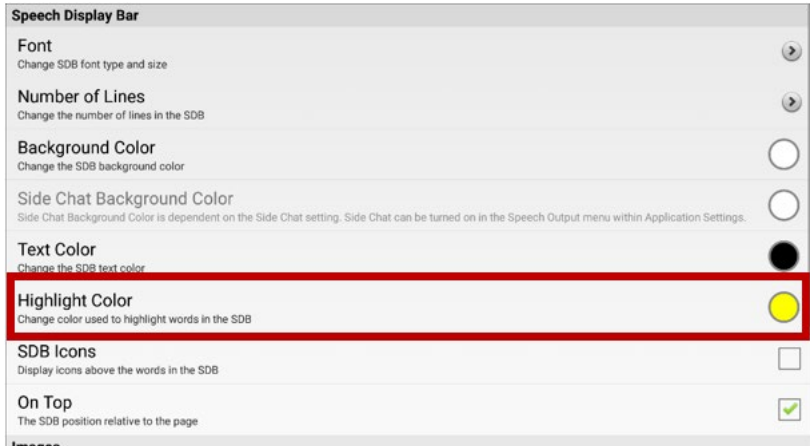 Speech Display Bar
Font
Change SDB font type and size
Number of Lines
Change the number of lines in the SDB
Background Color
Change the SDB background color
Side Chat Background Color
Side Chat Background Color is dependent on the Side Chat setting. Side Chat can be turned on in the Speech Output menu within Application Settings.
Text Color
Change the SDB text color
Highlight Color
Change color used to highlight words in the SDB
SDB Icons
Display icons above the words in the SDB
On Top
The SDB position relative to the page
Images